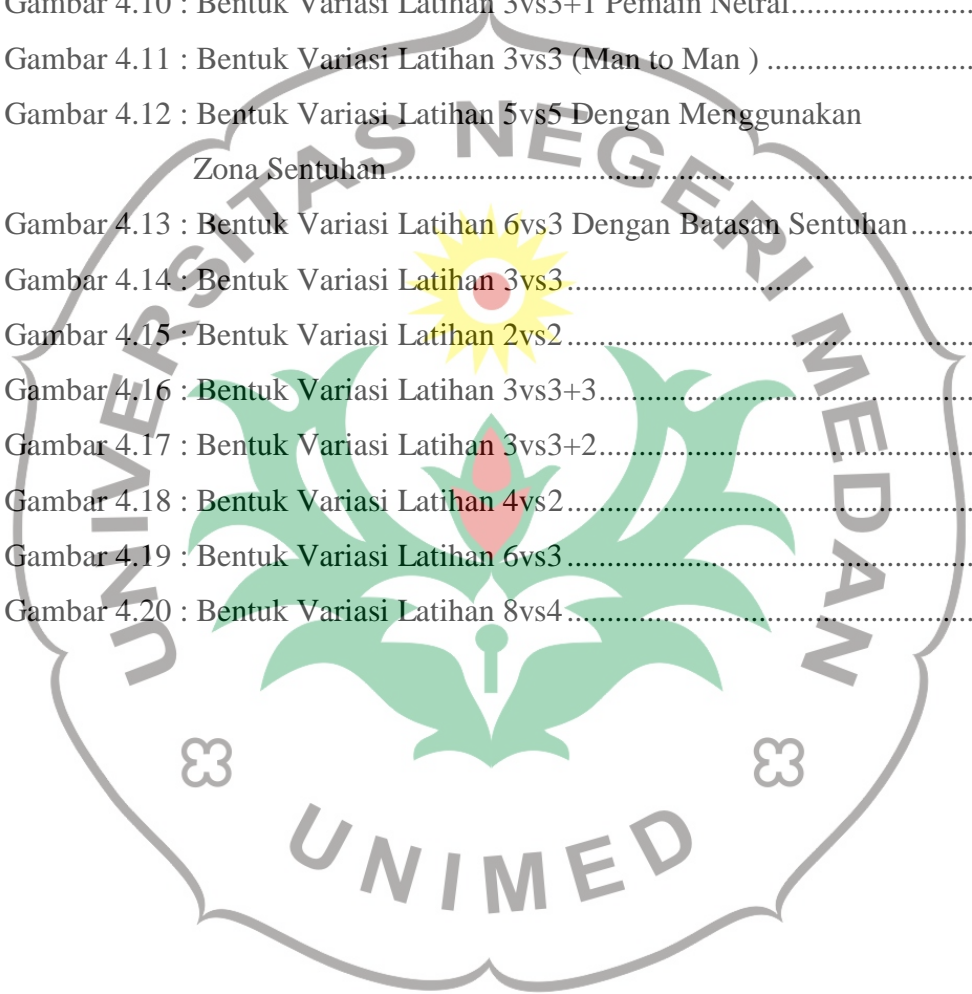 Gambar 4.10 : Bentuk Variasi Latihan 3vs3+1 Pemain Netral......................
Gambar 4.11 : Bentuk Variasi Latihan 3vs3 (Man to Man ) .........................
Gambar 4.12 : Bentuk Variasi Latihan 5vs5 Dengan Menggunakan
Zona Sentuhan........................................................................
Gambar 4.13 : Bentuk Variasi Latihan 6vs3 Dengan Batasan Sentuhan........
Gambar 4.14 : Bentuk Variasi Latihan 3vs3..................................................
Gambar 4.15 : Bentuk Variasi Latihan 2vs2..................................................
Gambar 4.16 : Bentuk Variasi Latihan 3vs3+3..............................................
Gambar 4.17 : Bentuk Variasi Latihan 3vs3+2..............................................
Gambar 4.18 : Bentuk Variasi Latihan 4vs2..................................................
Gambar 4.19 : Bentuk Variasi Latihan 6vs3..................................................
Gambar 4.20 : Bentuk Variasi Latihan 8vs4..................................................
UNIVERSITAS NEGERI MEDAN
UNIMED